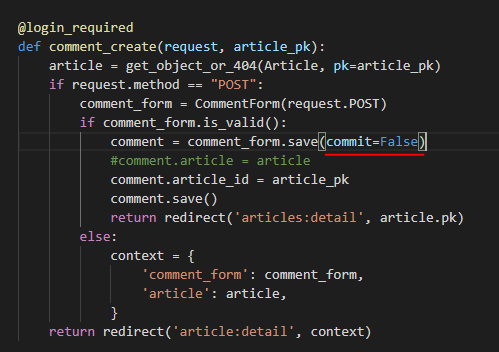 @login_required
def comment_create(request, article_pk):
    article = get_object_or_404(Article, pk=article_pk)
    if request.method == "POST":
        comment_form = CommentForm(request.POST)
        if comment_form.is_valid():
            comment = comment_form.save(commit=False)
            #comment.article = article
            comment.article_id = article_pk
            comment.save()
            return redirect('articles:detail', article.pk)
        else:
            context = {
                'comment_form': comment_form,
                'article': article,
            }
    return redirect('article:detail', context)